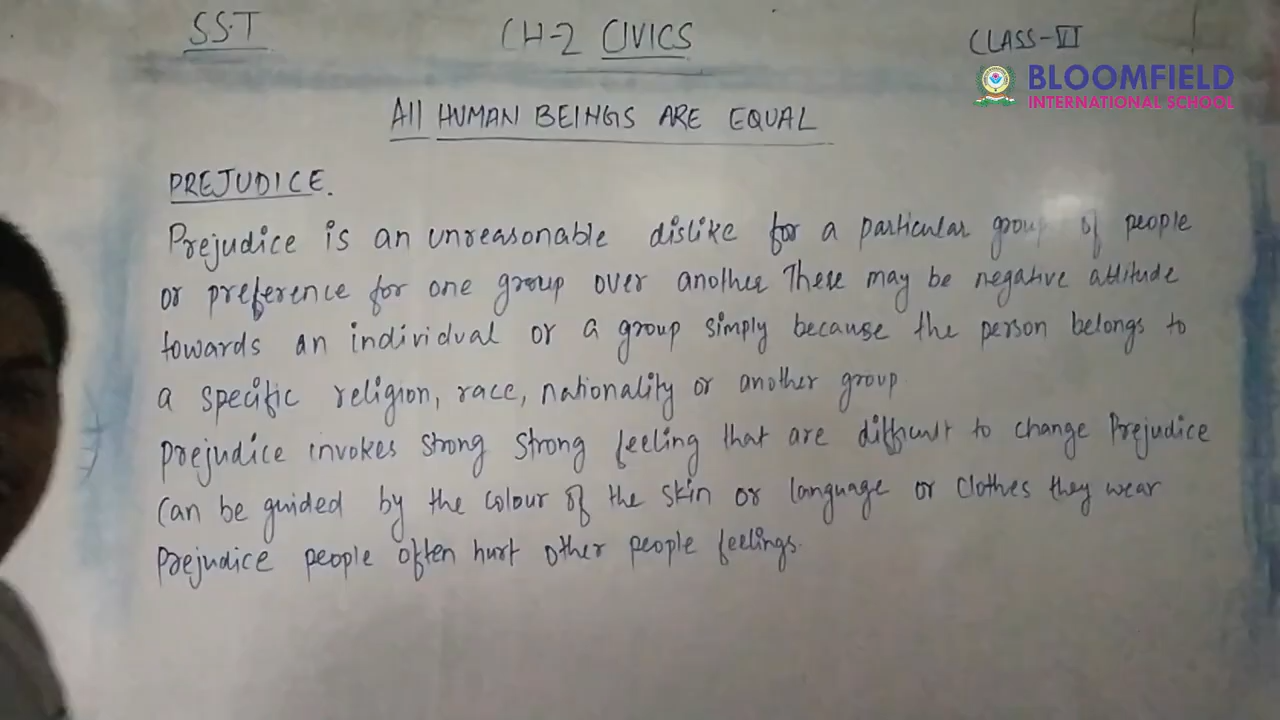 SST CH-2 CIVICS CLASS-VI
BLOOMFIELD
INTERNATIONAL SCHOOL
All HUMAN BEINGS ARE EQUAL
PREJUDICE.
Prejudice is an unreasonable dislike for a particular group of people
or preference for one group over another There may be negative attitude
towards an individual or a group simply because the person belongs to
a specific religion, race, nationality or another group.
Prejudice invokes strong strong feeling that are difficult to change Prejudice
can be guided by the colour of the skin or language or clothes they wear
Prejudice people often hurt other people feelings.